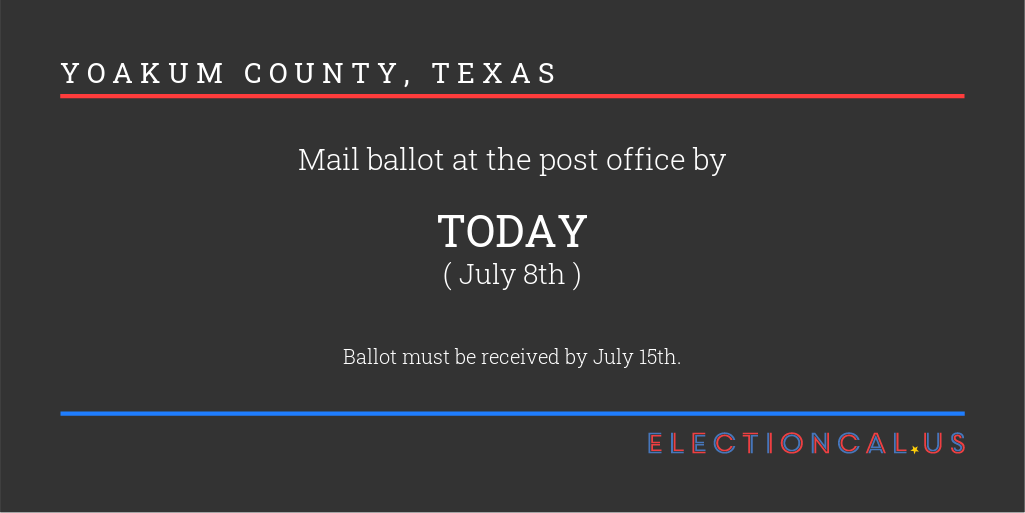 YOAKUM COUNTY, TEXAS
Mail ballot at the post office by
TODAY
( July 8th )
Ballot must be received by July 15th.
ELECTIONCAL.US